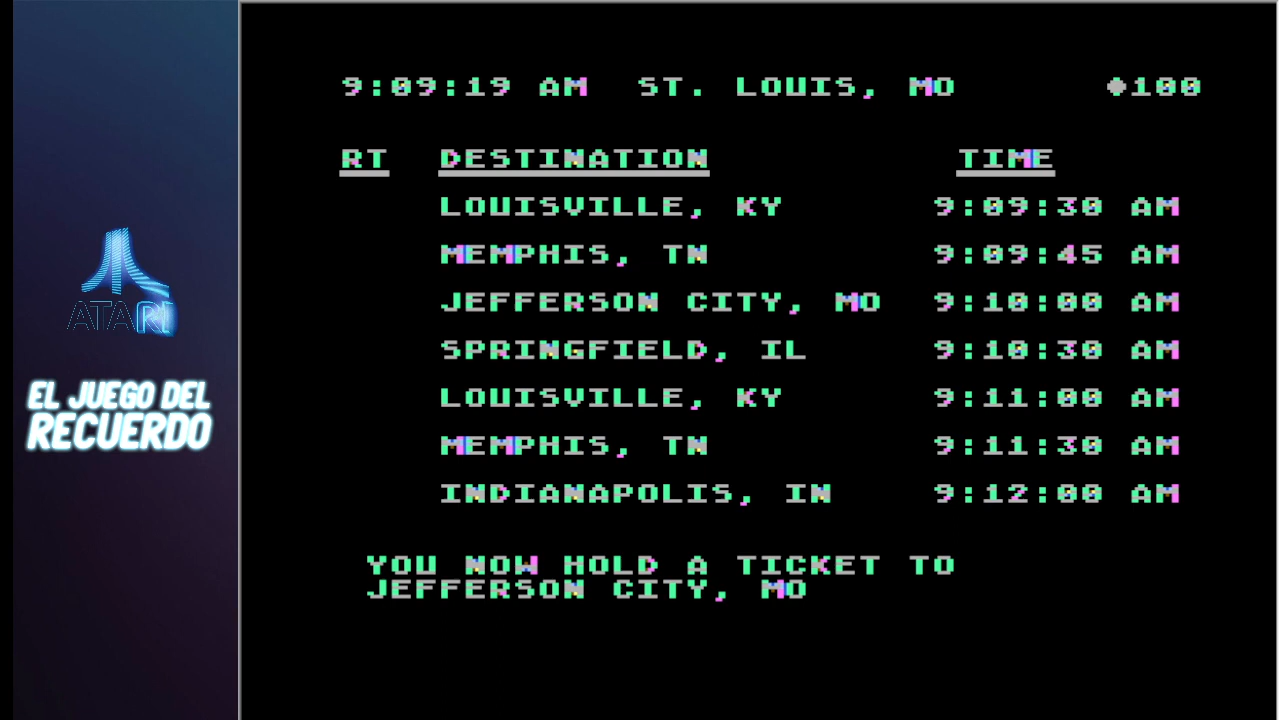 9:09:19 AM ST. LOUIS, MO ♦100
RT DESTINATION TIME
LOUISVILLE, KY 9:09:30 AM
MEMPHIS, TN 9:09:45 AM
JEFFERSON CITY, MO 9:10:00 AM
SPRINGFIELD, IL 9:10:30 AM
LOUISVILLE, KY 9:11:00 AM
MEMPHIS, TN 9:11:30 AM
INDIANAPOLIS, IN 9:12:00 AM
YOU NOW HOLD A TICKET TO
JEFFERSON CITY, MO
ATARI
EL JUEGO DEL
RECUERDO